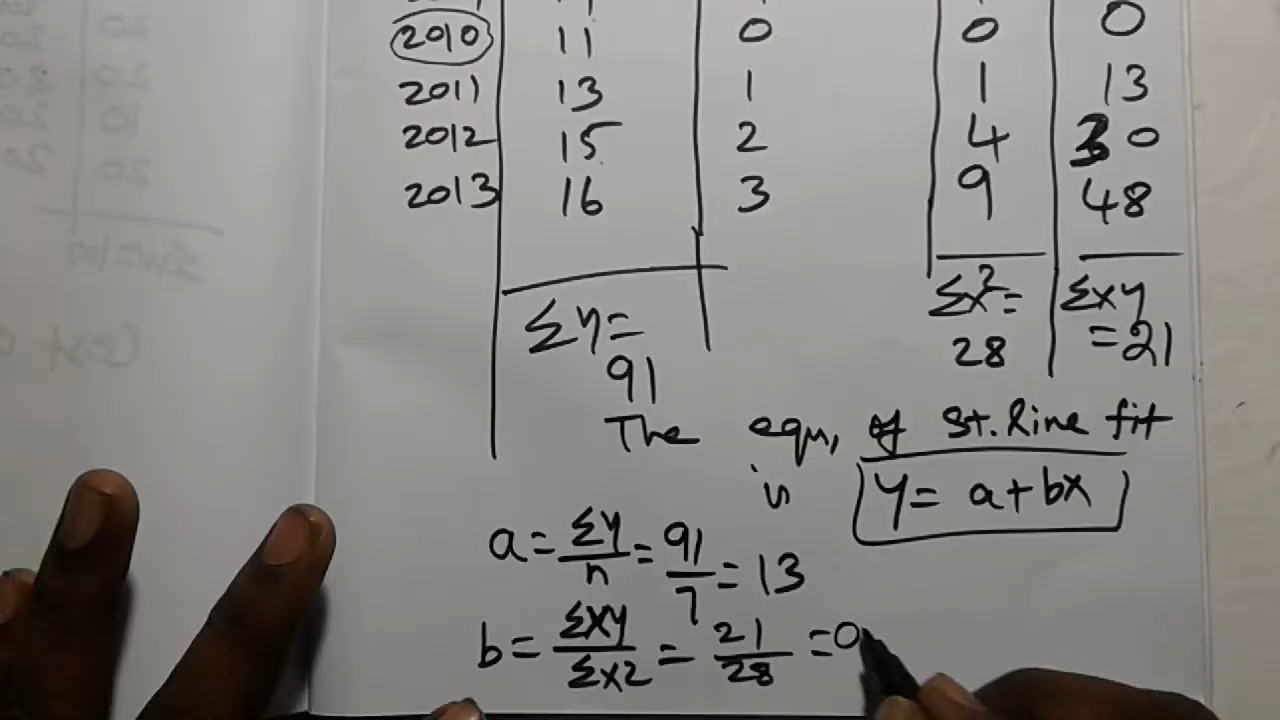 2010 11 0 0 0
2011 13 1 1 13
2012 15 2 4 30
2013 16 3 9 48
Σy= 91
Σx²= 28
Σxy =21
The equn, of St. line fit
is y= a+bx
a= Σy/n = 91/7 = 13
b= Σxy/Σx2 = 21/28 =0